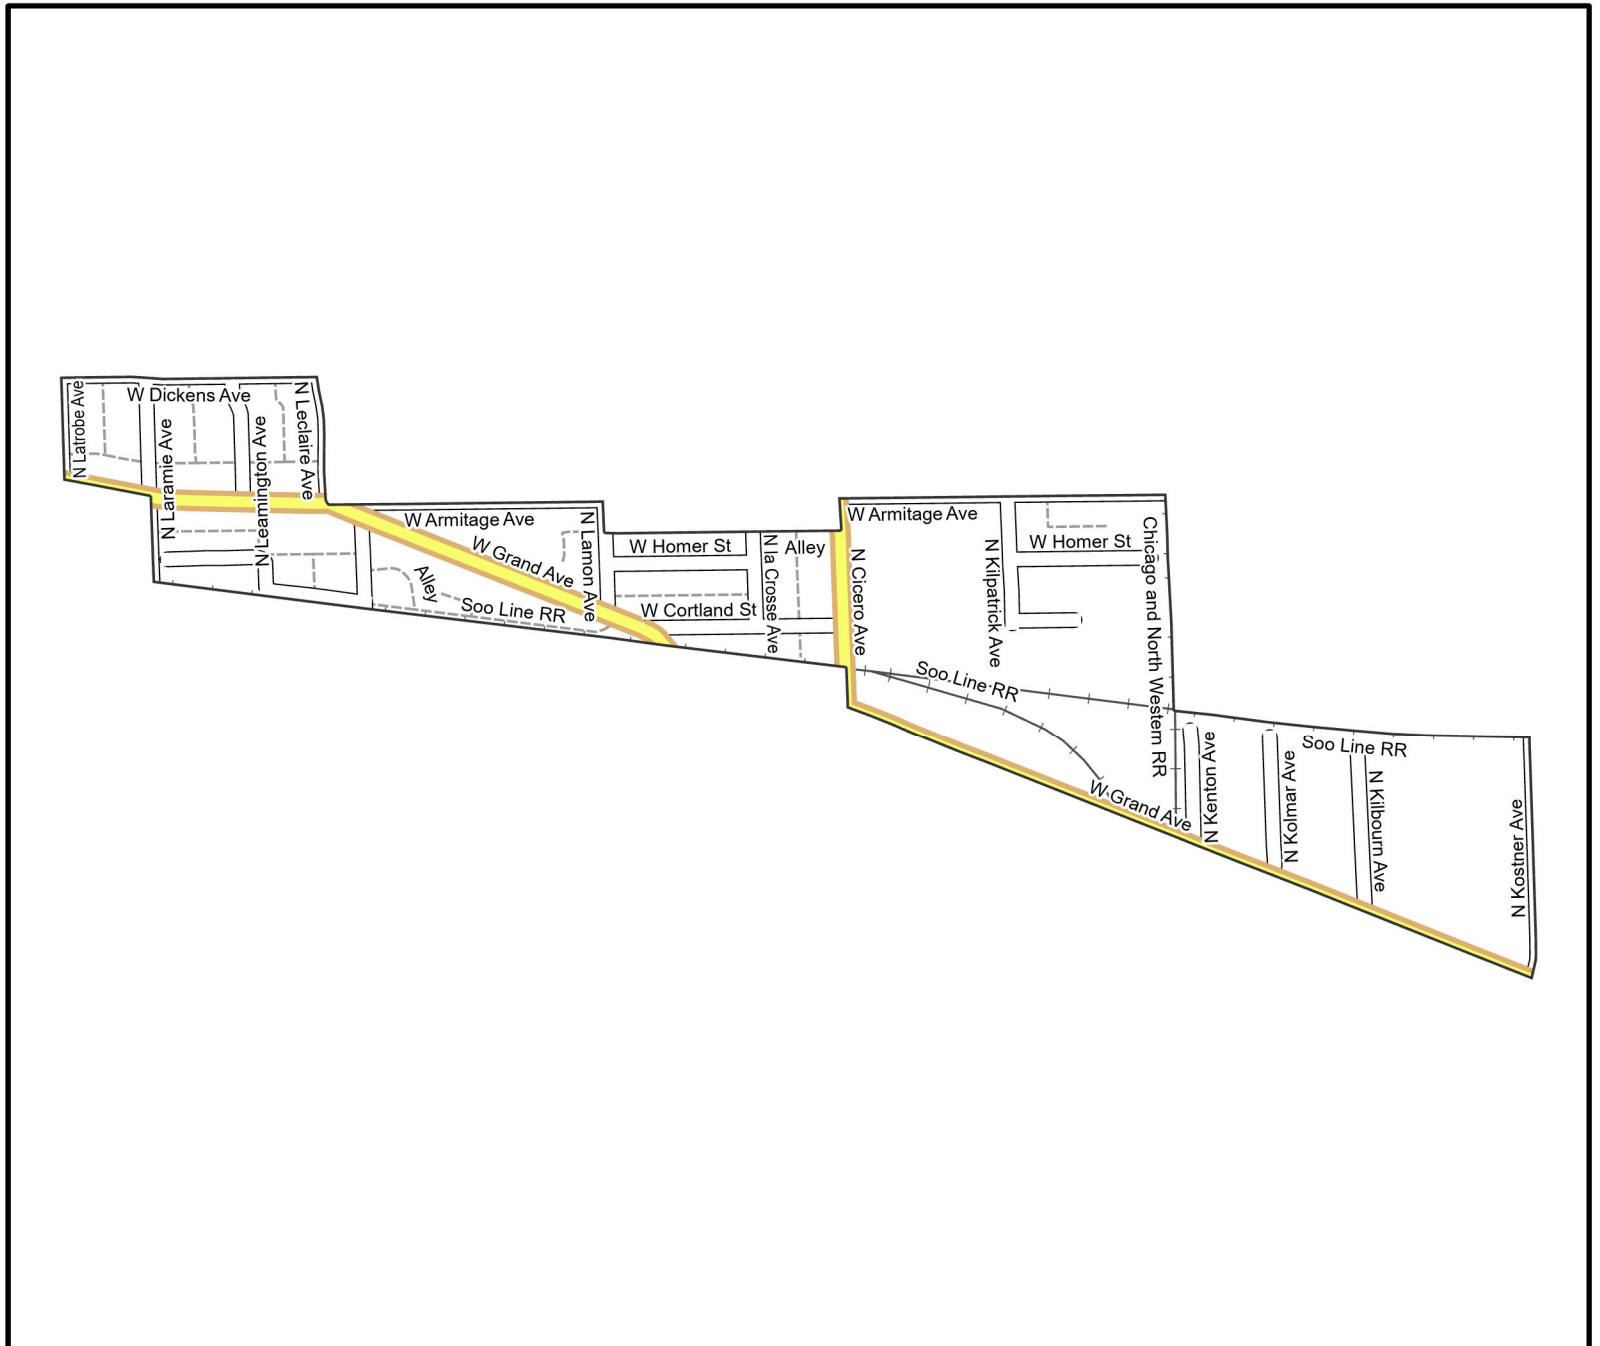 N Latrobe Ave
W Dickens Ave
N Laramie Ave
N Leamington Ave
N Leclaire Ave
W Armitage Ave
W Grand Ave
Alley
Soo Line RR
N Lamon Ave
W Homer St
W Cortland St
N la Crosse Ave
Alley
N Cicero Ave
W Armitage Ave
N Kilpatrick Ave
W Homer St
Chicago and North Western RR
Soo Line RR
W Grand Ave
N Kenton Ave
N Kolmar Ave
Soo Line RR
N Kilbourn Ave
N Kostner Ave